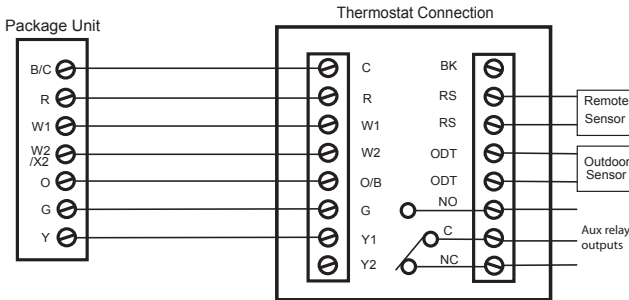 Thermostat Connection
Package Unit
B/C
R
W1
W2
/X2
O
G
Y
C
R
W1
W2
O/B
G
Y1
Y2
BK
RS
RS
ODT
ODT
NO
C
NC
Remote
Sensor
Outdoor
Sensor
Aux relay
outputs